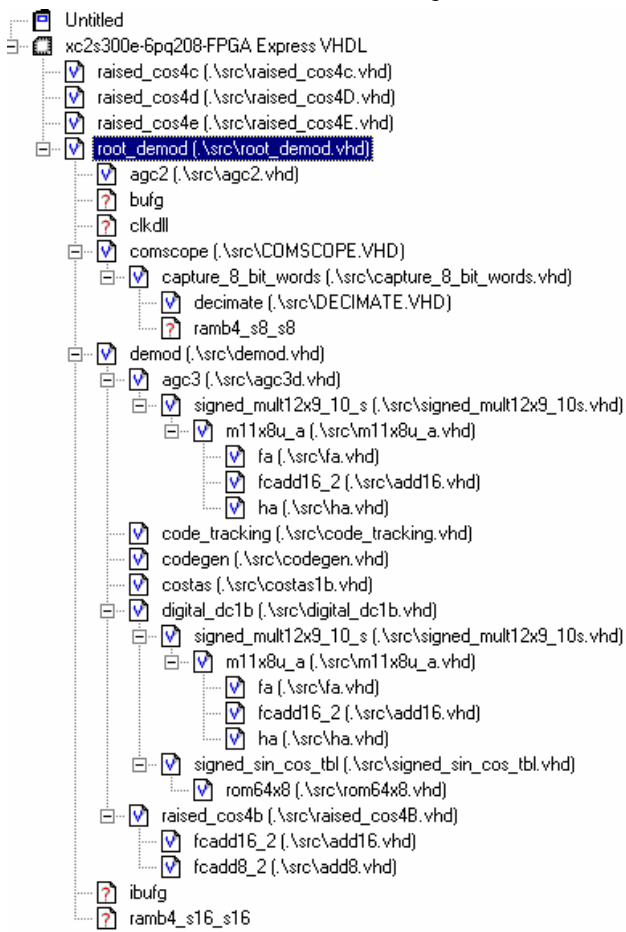 Untitled
xc2s300e-6pq208-FPGA Express VHDL
raised_cos4c (.\src\raised_cos4c.vhd)
raised_cos4d (.\src\raised_cos4D.vhd)
raised_cos4e (.\src\raised_cos4E.vhd)
root_demod (.\src\root_demod.vhd)
agc2 (.\src\agc2.vhd)
bufg
clkdll
comscope (.\src\COMSCOPE.VHD)
capture_8_bit_words (.\src\capture_8_bit_words.vhd)
decimate (.\src\DECIMATE.VHD)
ramb4_s8_s8
demod (.\src\demod.vhd)
agc3 (.\src\agc3d.vhd)
signed_mult12x9_10_s (.\src\signed_mult12x9_10s.vhd)
m11x8u_a (.\src\m11x8u_a.vhd)
fa (.\src\fa.vhd)
fcadd16_2 (.\src\add16.vhd)
ha (.\src\ha.vhd)
code_tracking (.\src\code_tracking.vhd)
codegen (.\src\codegen.vhd)
costas (.\src\costas1b.vhd)
digital_dc1b (.\src\digital_dc1b.vhd)
signed_mult12x9_10_s (.\src\signed_mult12x9_10s.vhd)
m11x8u_a (.\src\m11x8u_a.vhd)
fa (.\src\fa.vhd)
fcadd16_2 (.\src\add16.vhd)
ha (.\src\ha.vhd)
signed_sin_cos_tbl (.\src\signed_sin_cos_tbl.vhd)
rom64x8 (.\src\rom64x8.vhd)
raised_cos4b (.\src\raised_cos4B.vhd)
fcadd16_2 (.\src\add16.vhd)
fcadd8_2 (.\src\add8.vhd)
ibufg
ramb4_s16_s16